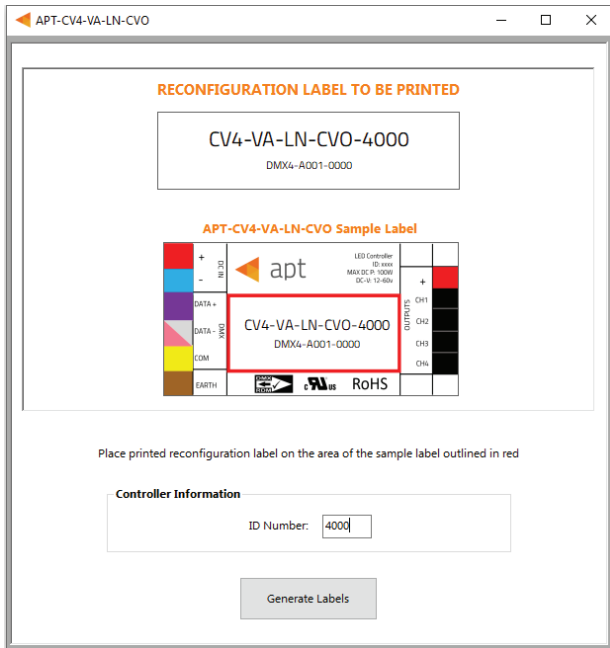 APT-CV4-VA-LN-CVO
RECONFIGURATION LABEL TO BE PRINTED
CV4-VA-LN-CVO-4000
DMX4-A001-0000
APT-CV4-VA-LN-CVO Sample Label
+
-
DC IN
apt
LED Controller
ID: xxxx
MAX DC P: 100W
DC-V: 12-60v
DATA +
DATA -
COM
DMX
EARTH
CV4-VA-LN-CVO-4000
DMX4-A001-0000
OUTPUTS
+
CH1
CH2
CH3
CH4
DMX
RDM
c RU us
RoHS
Place printed reconfiguration label on the area of the sample label outlined in red
Controller Information
ID Number:
4000
Generate Labels